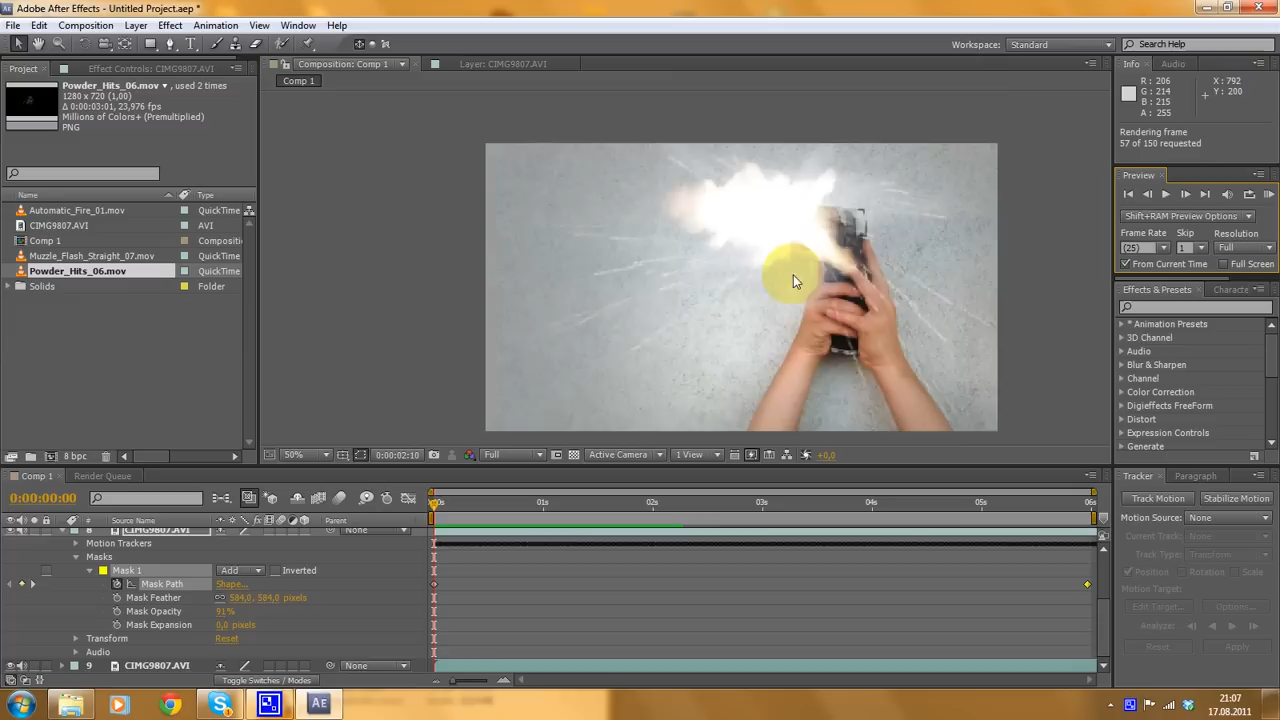 Adobe After Effects - Untitled Project.aep *
File Edit Composition Layer Effect Animation View Window Help
Workspace: Standard Search Help
Project Effect Controls: CIMG9807.AVI
Composition: Comp 1 Layer: CIMG9807.AVI
Info Audio
Comp 1
Powder_Hits_06.mov , used 2 times
1280 x 720 (1,00)
Δ 0:00:03:01, 23,976 fps
Millions of Colors+ (Premultiplied)
PNG
R: 206 X: 792
G: 214 Y: 200
B: 215
A: 255
Rendering frame
57 of 150 requested
Preview
Shift+RAM Preview Options
Frame Rate Skip Resolution
(25) 1 Full
From Current Time Full Screen
Name Type
Automatic_Fire_01.mov QuickTime
CIMG9807.AVI AVI
Comp 1 Compositio
Muzzle_Flash_Straight_07.mov QuickTime
Powder_Hits_06.mov QuickTime
Solids Folder
Effects & Presets Characte
* Animation Presets
3D Channel
Audio
Blur & Sharpen
Channel
Color Correction
Digieffects FreeForm
Distort
Expression Controls
Generate
8 bpc
50% 0:00:02:10 Full Active Camera 1 View +0,0
Comp 1 Render Queue
0:00:00:00
00s 01s 02s 03s 04s 05s 06s
# Source Name Parent
8 CIMG9807.AVI None
Motion Trackers
Masks
Mask 1 Add Inverted
Mask Path Shape...
Mask Feather 584,0, 584,0 pixels
Mask Opacity 91%
Mask Expansion 0,0 pixels
Transform Reset
Audio
9 CIMG9807.AVI None
Toggle Switches / Modes
Tracker Paragraph
Track Motion Stabilize Motion
Motion Source: None
Current Track: None
Track Type: Transform
Position Rotation Scale
Motion Target:
Edit Target... Options...
Analyze:
Reset Apply
21:07
17.08.2011